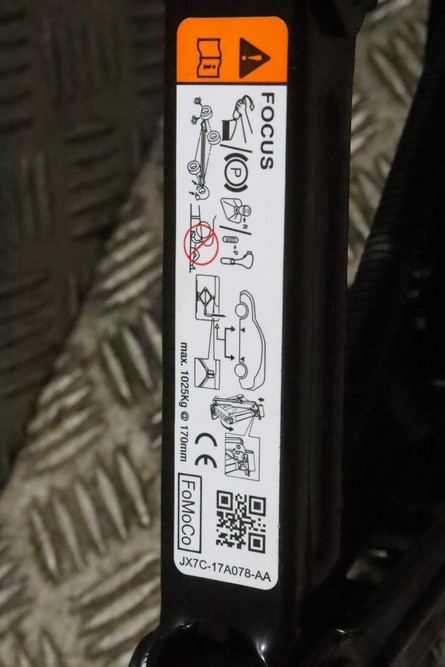 FOCUS
P
R
P
max. 1025Kg @ 170mm
CE
FoMoCo
JX7C-17A078-AA